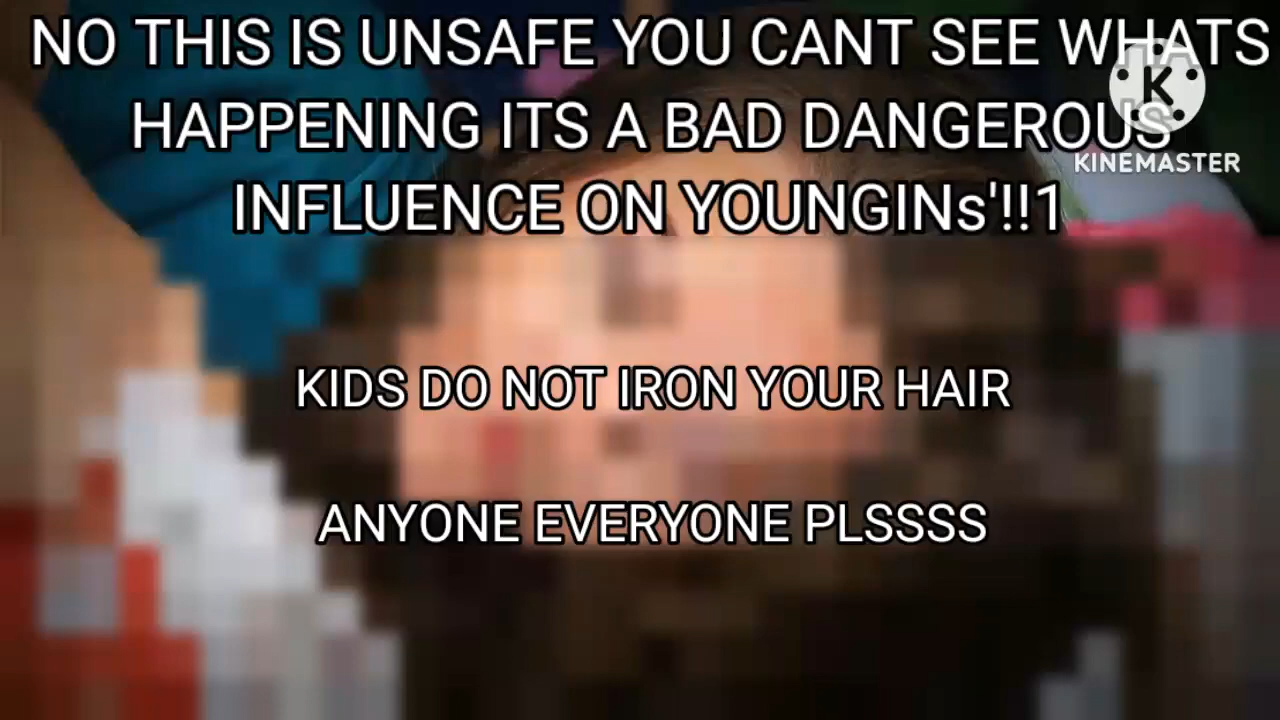 NO THIS IS UNSAFE YOU CANT SEE WHATS
HAPPENING ITS A BAD DANGEROUS
INFLUENCE ON YOUNGINs'!!1
K
KINEMASTER
KIDS DO NOT IRON YOUR HAIR
ANYONE EVERYONE PLSSSS